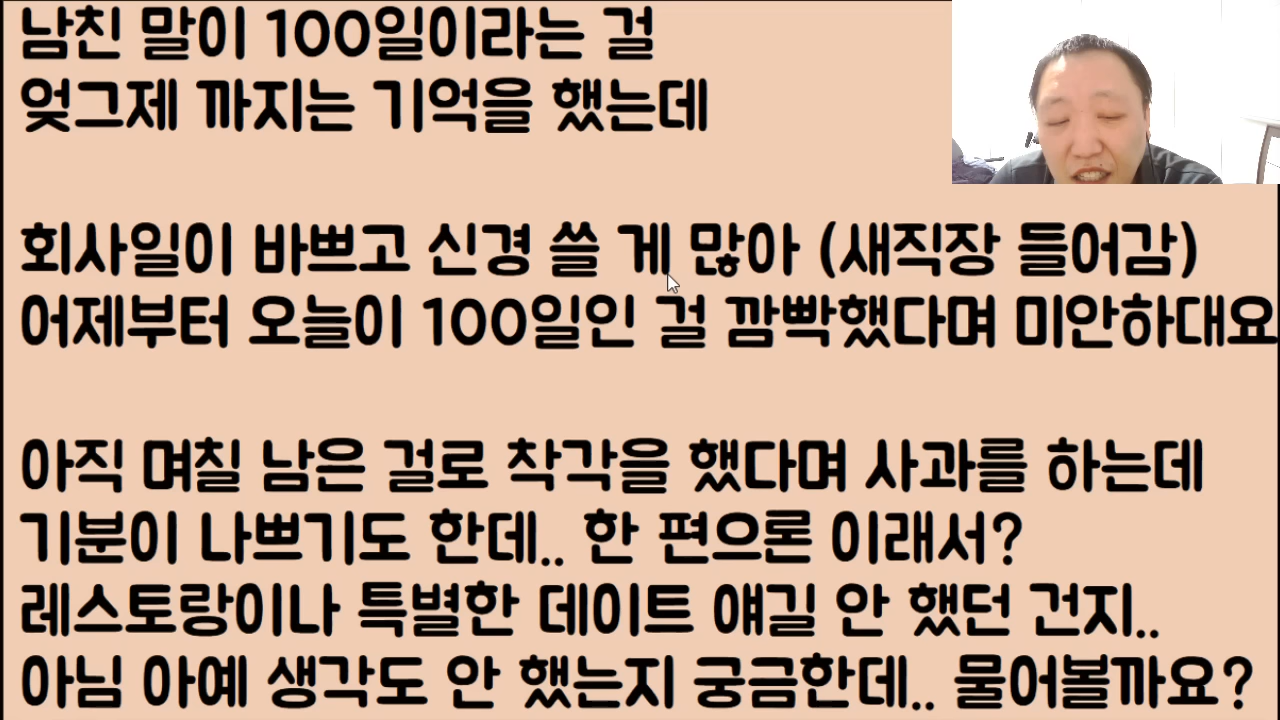 남친 말이 100일이라는 걸
엊그제 까지는 기억을 했는데
회사일이 바쁘고 신경 쓸 게 많아 (새직장 들어감)
어제부터 오늘이 100일인 걸 깜빡했다며 미안하대요
아직 며칠 남은 걸로 착각을 했다며 사과를 하는데
기분이 나쁘기도 한데.. 한 편으론 이래서?
레스토랑이나 특별한 데이트 얘길 안 했던 건지..
아님 아예 생각도 안 했는지 궁금한데.. 물어볼까요?